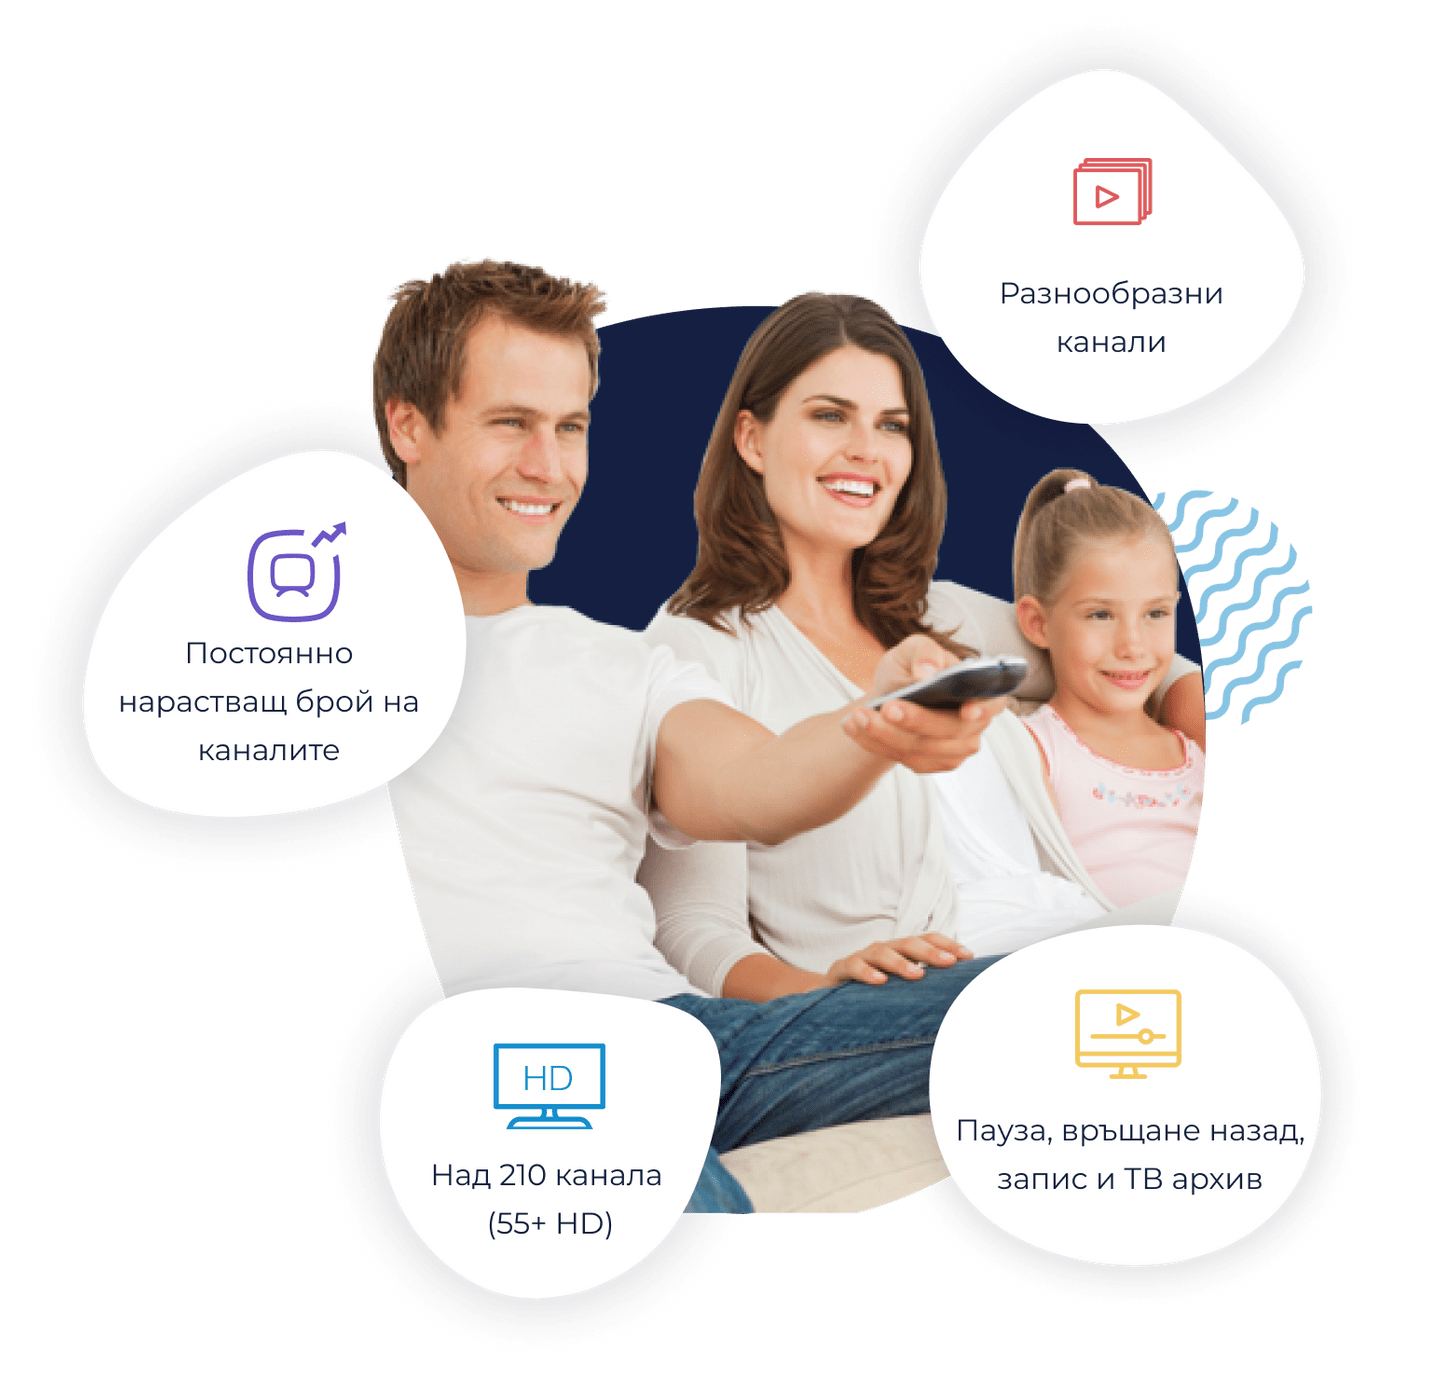 Разнообразни
канали
Постоянно
нарастващ брой на
каналите
HD
Над 210 канала
(55+ HD)
Пауза, връщане назад,
запис и ТВ архив